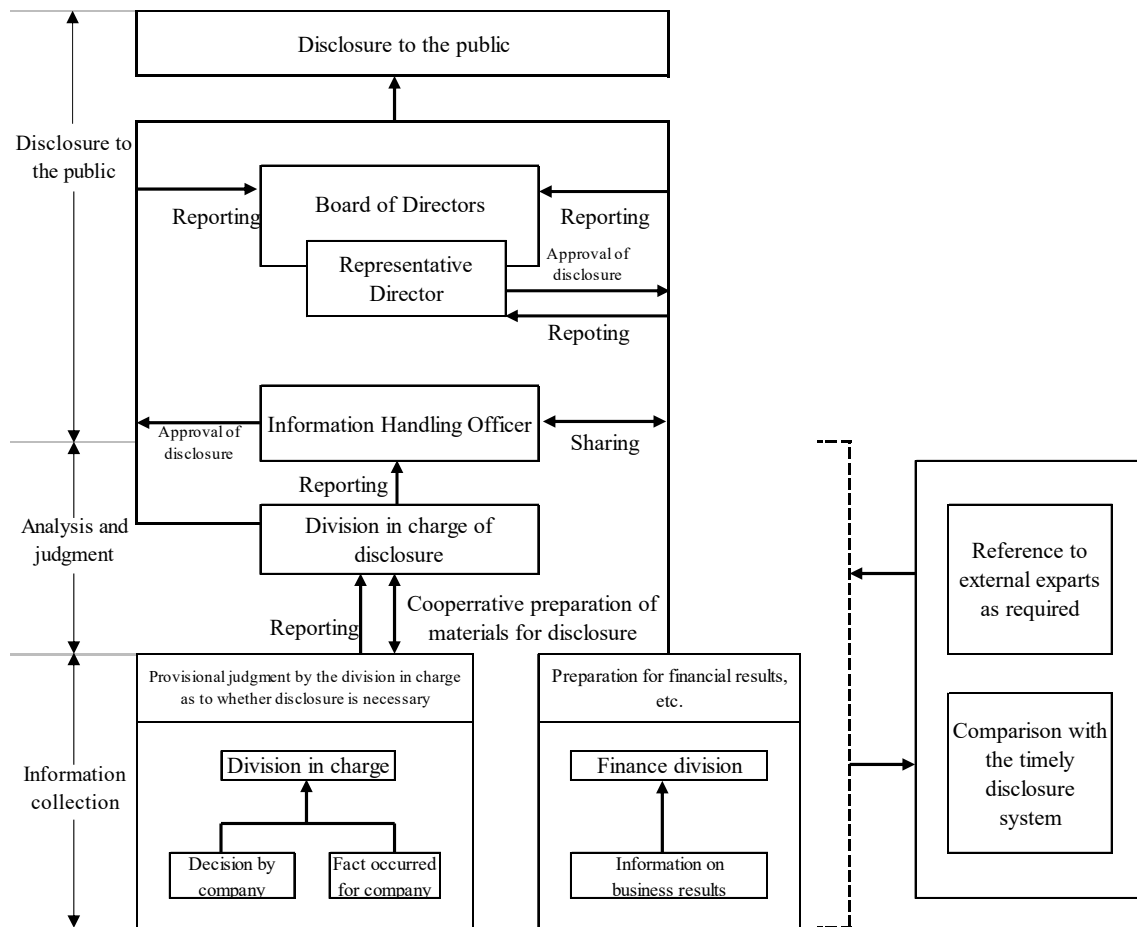 Disclosure to the public
Disclosure to
the public
Board of Directors
Reporting
Reporting
Representative
Director
Approval of
disclosure
Repoting
Information Handling Officer
Approval of
disclosure
Sharing
Reporting
Analysis and
judgment
Division in charge of
disclosure
Reporting
Cooperrative preparation of
materials for disclosure
Reference to
external exparts
as required
Information
collection
Provisional judgment by the division in charge
as to whether disclosure is necessary
Division in charge
Decision by
company
Fact occurred
for company
Preparation for financial results,
etc.
Finance division
Information on
business results
Comparison with
the timely
disclosure
system